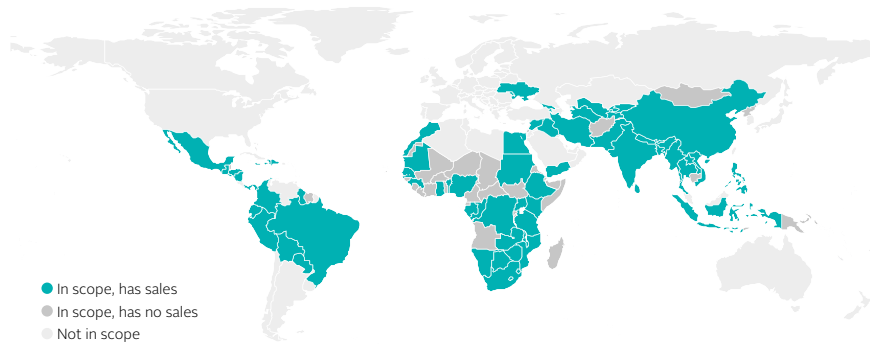 In scope, has sales
In scope, has no sales
Not in scope